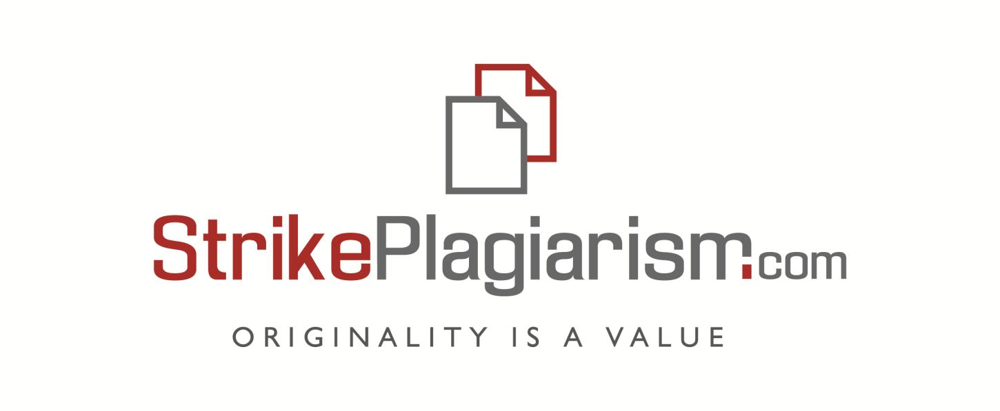 StrikePlagiarism.com
ORIGINALITY IS A VALUE